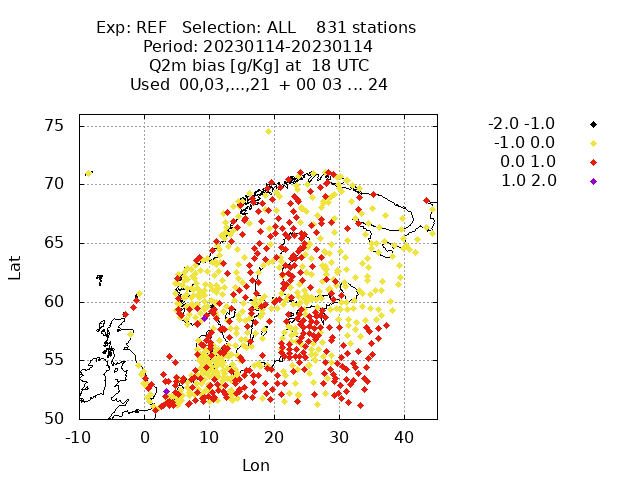 Exp: REF   Selection: ALL    831 stations
Period: 20230114-20230114
Q2m bias [g/Kg] at  18 UTC
Used  00,03,...,21  + 00 03 ... 24
-2.0 -1.0
-1.0 0.0
0.0 1.0
1.0 2.0
75
70
65
60
55
50
Lat
-10 0 10 20 30 40
Lon